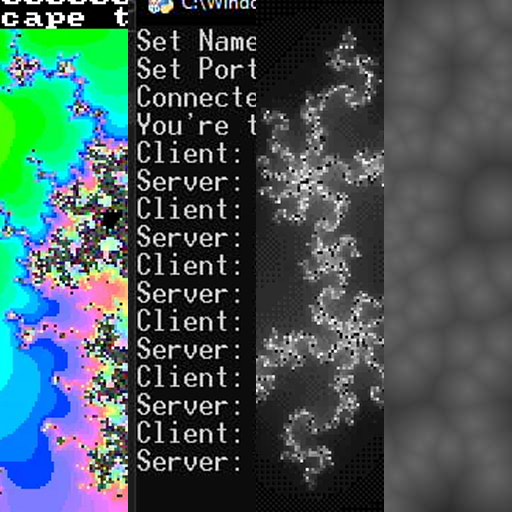 cape t
C:\Windo
Set Name
Set Port
Connecte
You're t
Client:
Server:
Client:
Server:
Client:
Server:
Client:
Server:
Client:
Server:
Client:
Server: